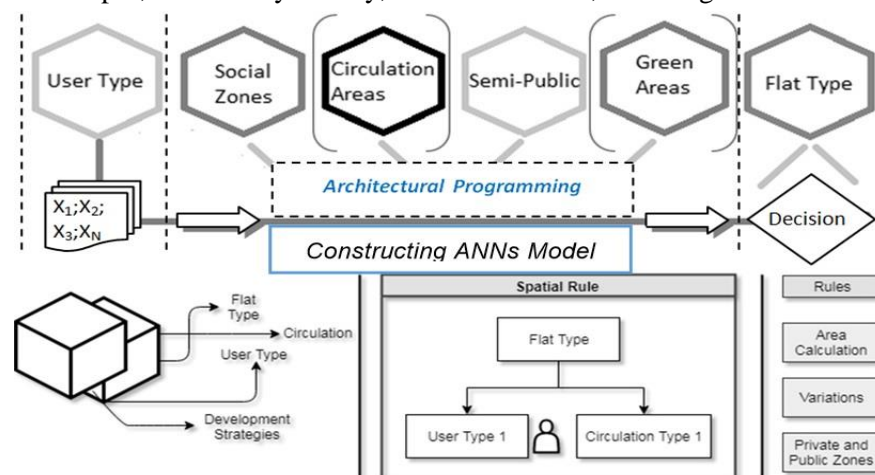 User Type
Social
Zones
Circulation
Areas
Semi-Public
Green
Areas
Flat Type
Architectural Programming
X1;X2;
X3;XN
Decision
Constructing ANNs Model
Flat
Type
Circulation
User Type
Development
Strategies
Spatial Rule
Flat Type
User Type 1
Circulation Type 1
Rules
Area
Calculation
Variations
Private and
Public Zones